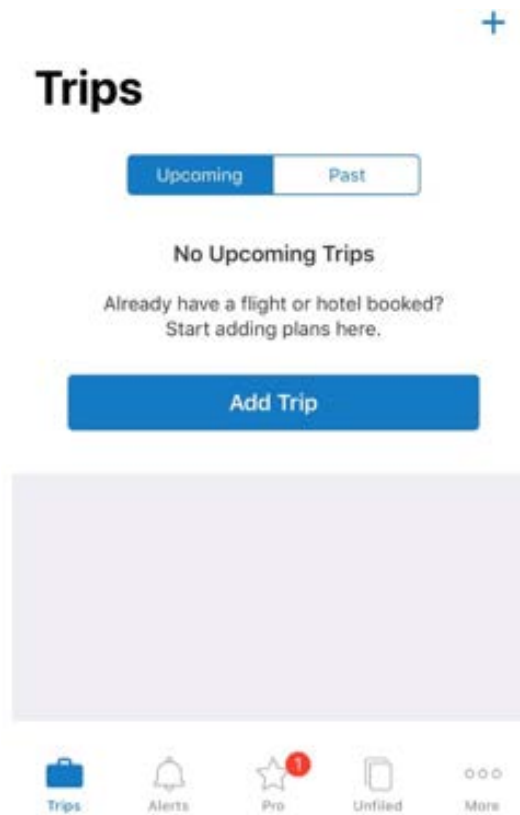 +
Trips
Upcoming Past
No Upcoming Trips
Already have a flight or hotel booked?
Start adding plans here.
Add Trip
1
Trips Alerts Pro Unfiled More